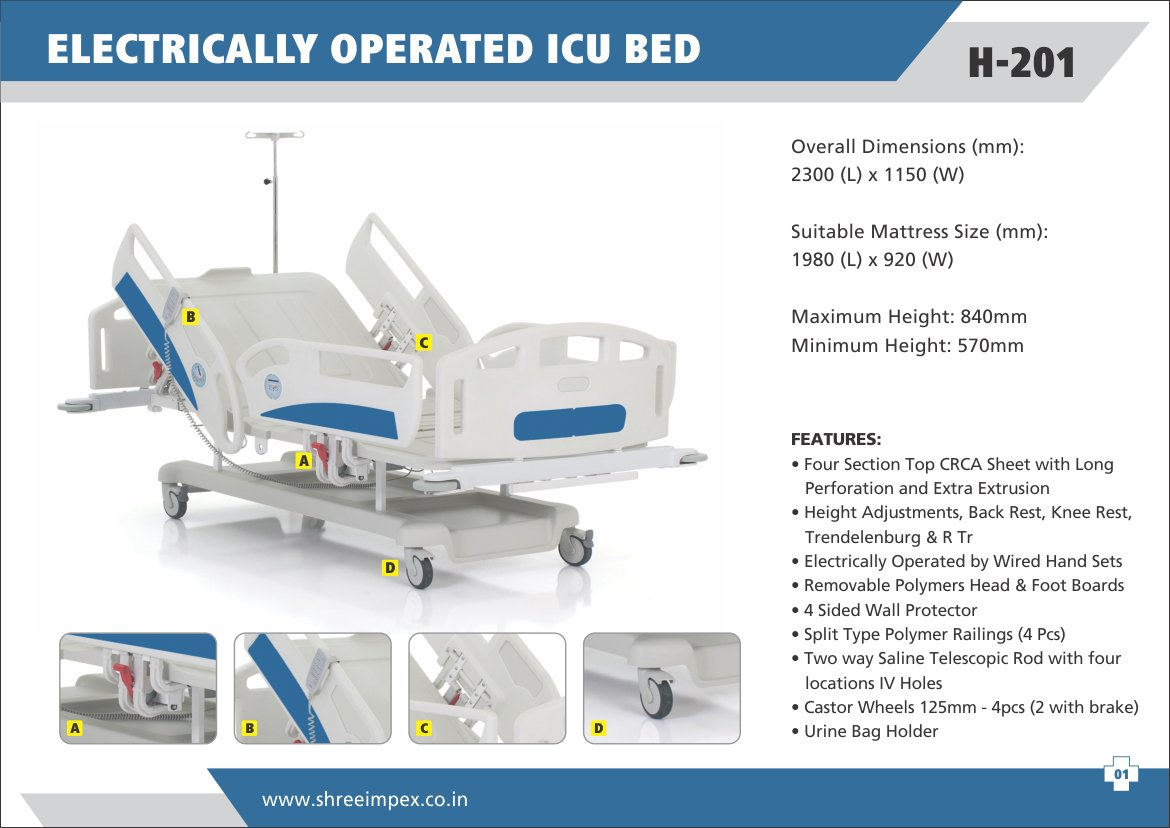 ELECTRICALLY OPERATED ICU BED
H-201
Overall Dimensions (mm):
2300 (L) x 1150 (W)
Suitable Mattress Size (mm):
1980 (L) x 920 (W)
Maximum Height: 840mm
Minimum Height: 570mm
B
C
A
D
FEATURES:
• Four Section Top CRCA Sheet with Long
Perforation and Extra Extrusion
• Height Adjustments, Back Rest, Knee Rest,
Trendelenburg & R Tr
• Electrically Operated by Wired Hand Sets
• Removable Polymers Head & Foot Boards
• 4 Sided Wall Protector
• Split Type Polymer Railings (4 Pcs)
• Two way Saline Telescopic Rod with four
locations IV Holes
• Castor Wheels 125mm - 4pcs (2 with brake)
• Urine Bag Holder
A
B
C
D
01
www.shreeimpex.co.in